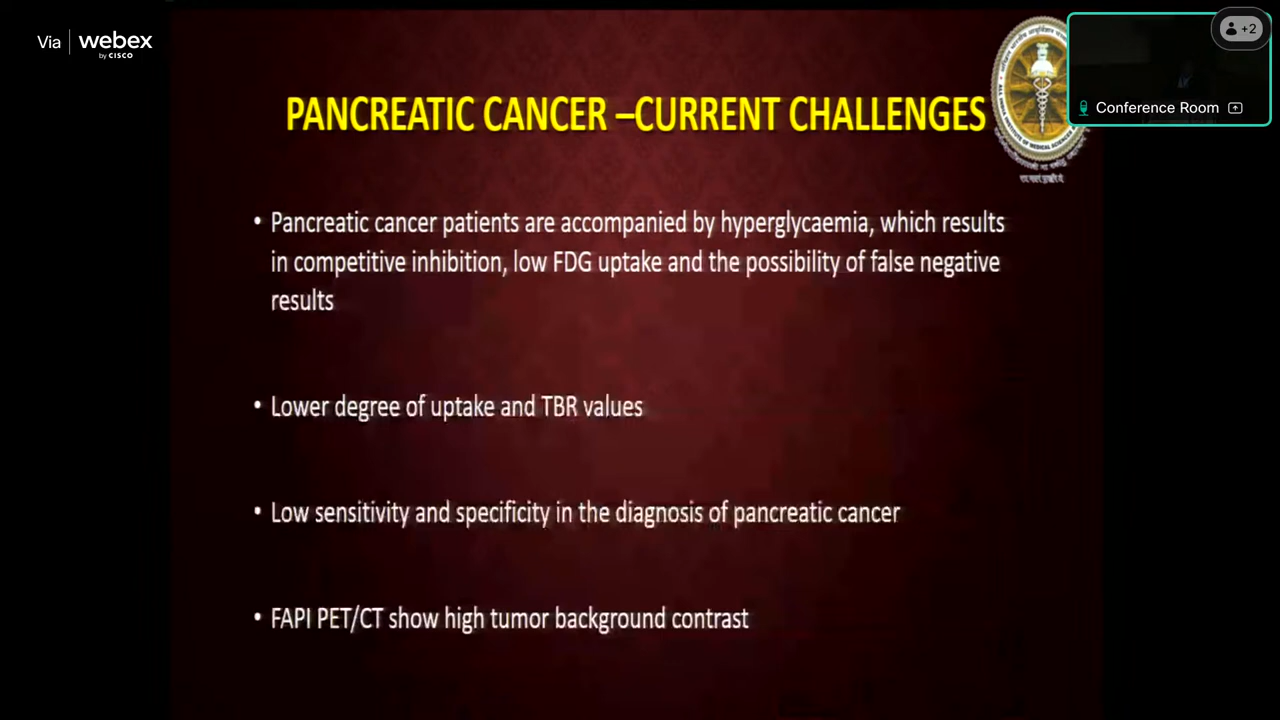 Via webex
by CISCO
+2
Conference Room
PANCREATIC CANCER –CURRENT CHALLENGES
• Pancreatic cancer patients are accompanied by hyperglycaemia, which results
in competitive inhibition, low FDG uptake and the possibility of false negative
results
• Lower degree of uptake and TBR values
• Low sensitivity and specificity in the diagnosis of pancreatic cancer
• FAPI PET/CT show high tumor background contrast